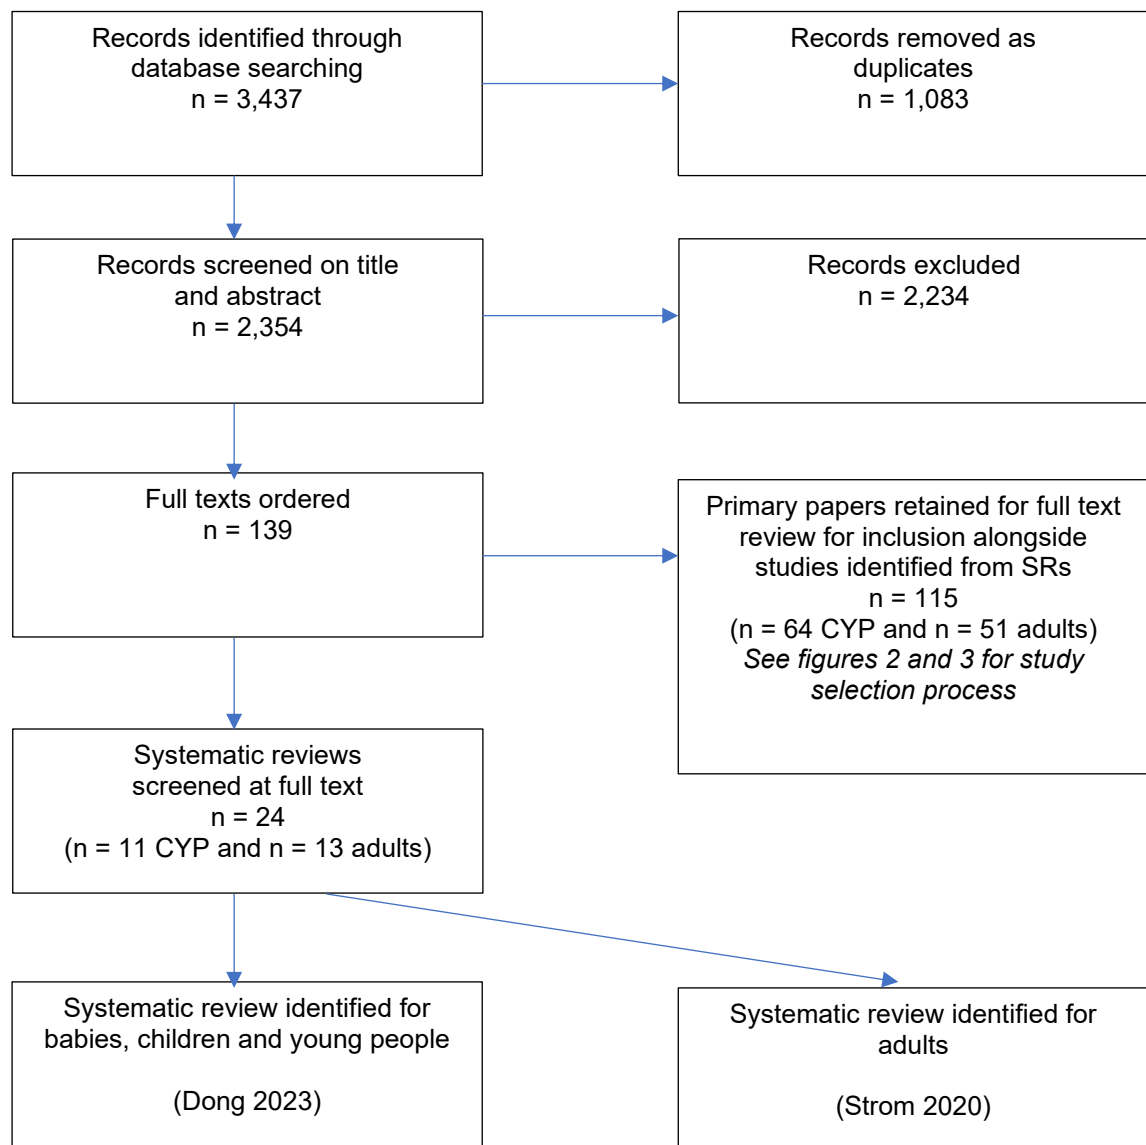 Records identified through
database searching
n = 3,437
Records removed as
duplicates
n = 1,083
Records screened on title
and abstract
n = 2,354
Records excluded
n = 2,234
Full texts ordered
n = 139
Primary papers retained for full text
review for inclusion alongside
studies identified from SRs
n = 115
(n = 64 CYP and n = 51 adults)
See figures 2 and 3 for study
selection process
Systematic reviews
screened at full text
n = 24
(n = 11 CYP and n = 13 adults)
Systematic review identified for
babies, children and young people
(Dong 2023)
Systematic review identified for
adults
(Strom 2020)